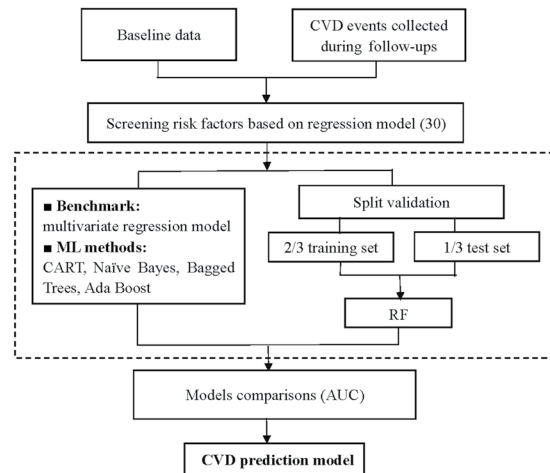 Baseline data
CVD events collected
during follow-ups
Screening risk factors based on regression model (30)
■ Benchmark:
multivariate regression model
■ ML methods:
CART, Naïve Bayes, Bagged
Trees, Ada Boost
Split validation
2/3 training set
1/3 test set
RF
Models comparisons (AUC)
CVD prediction model